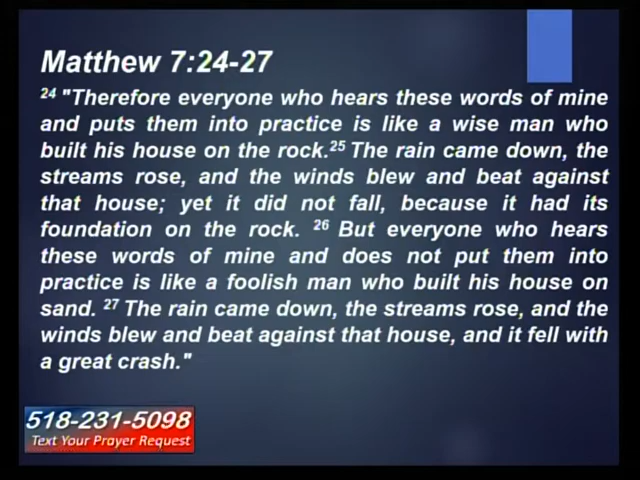 Matthew 7:24-27
24 "Therefore everyone who hears these words of mine
and puts them into practice is like a wise man who
built his house on the rock.25 The rain came down, the
streams rose, and the winds blew and beat against
that house; yet it did not fall, because it had its
foundation on the rock. 26 But everyone who hears
these words of mine and does not put them into
practice is like a foolish man who built his house on
sand. 27 The rain came down, the streams rose, and the
winds blew and beat against that house, and it fell with
a great crash."
518-231-5098
Text Your Prayer Request